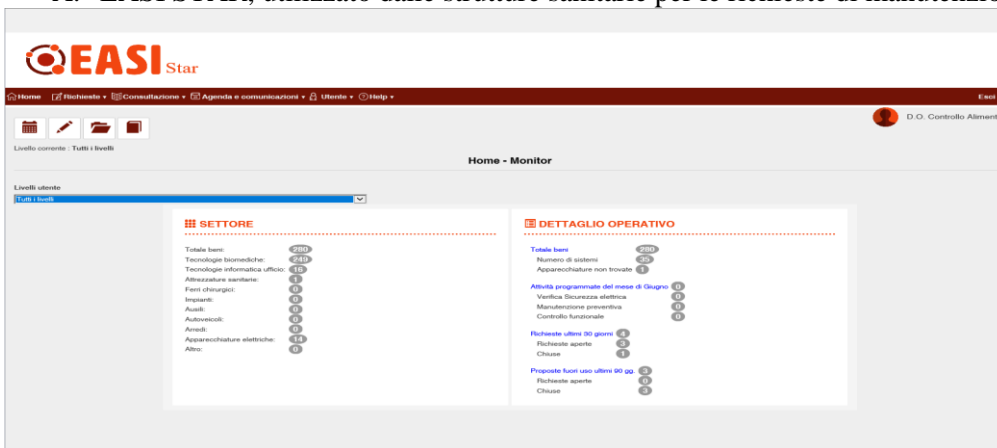 A. EASI STAR, utilizzato dalle strutture sanitarie per le richieste di manutenzio
EASI Star
Home Richieste Consultazione Agenda e comunicazioni Utente Help Esci
D.O. Controllo Aliment
Livello corrente : Tutti i livelli
Home - Monitor
Livelli utente
Tutti i livelli
SETTORE
Totale beni: 280
Tecnologie biomediche: 249
Tecnologie informatica ufficio: 16
Attrezzature sanitarie: 1
Ferri chirurgici: 0
Impianti: 0
Ausili: 0
Autoveicoli: 0
Arredi: 0
Apparecchiature elettriche: 14
Altro: 0
DETTAGLIO OPERATIVO
Totale beni 280
Numero di sistemi 35
Apparecchiature non trovate 1
Attività programmate del mese di Giugno 0
Verifica Sicurezza elettrica 0
Manutenzione preventiva 0
Controllo funzionale 0
Richieste ultimi 30 giorni 4
Richieste aperte 3
Chiuse 1
Proposte fuori uso ultimi 90 gg. 3
Richieste aperte 0
Chiuse 3